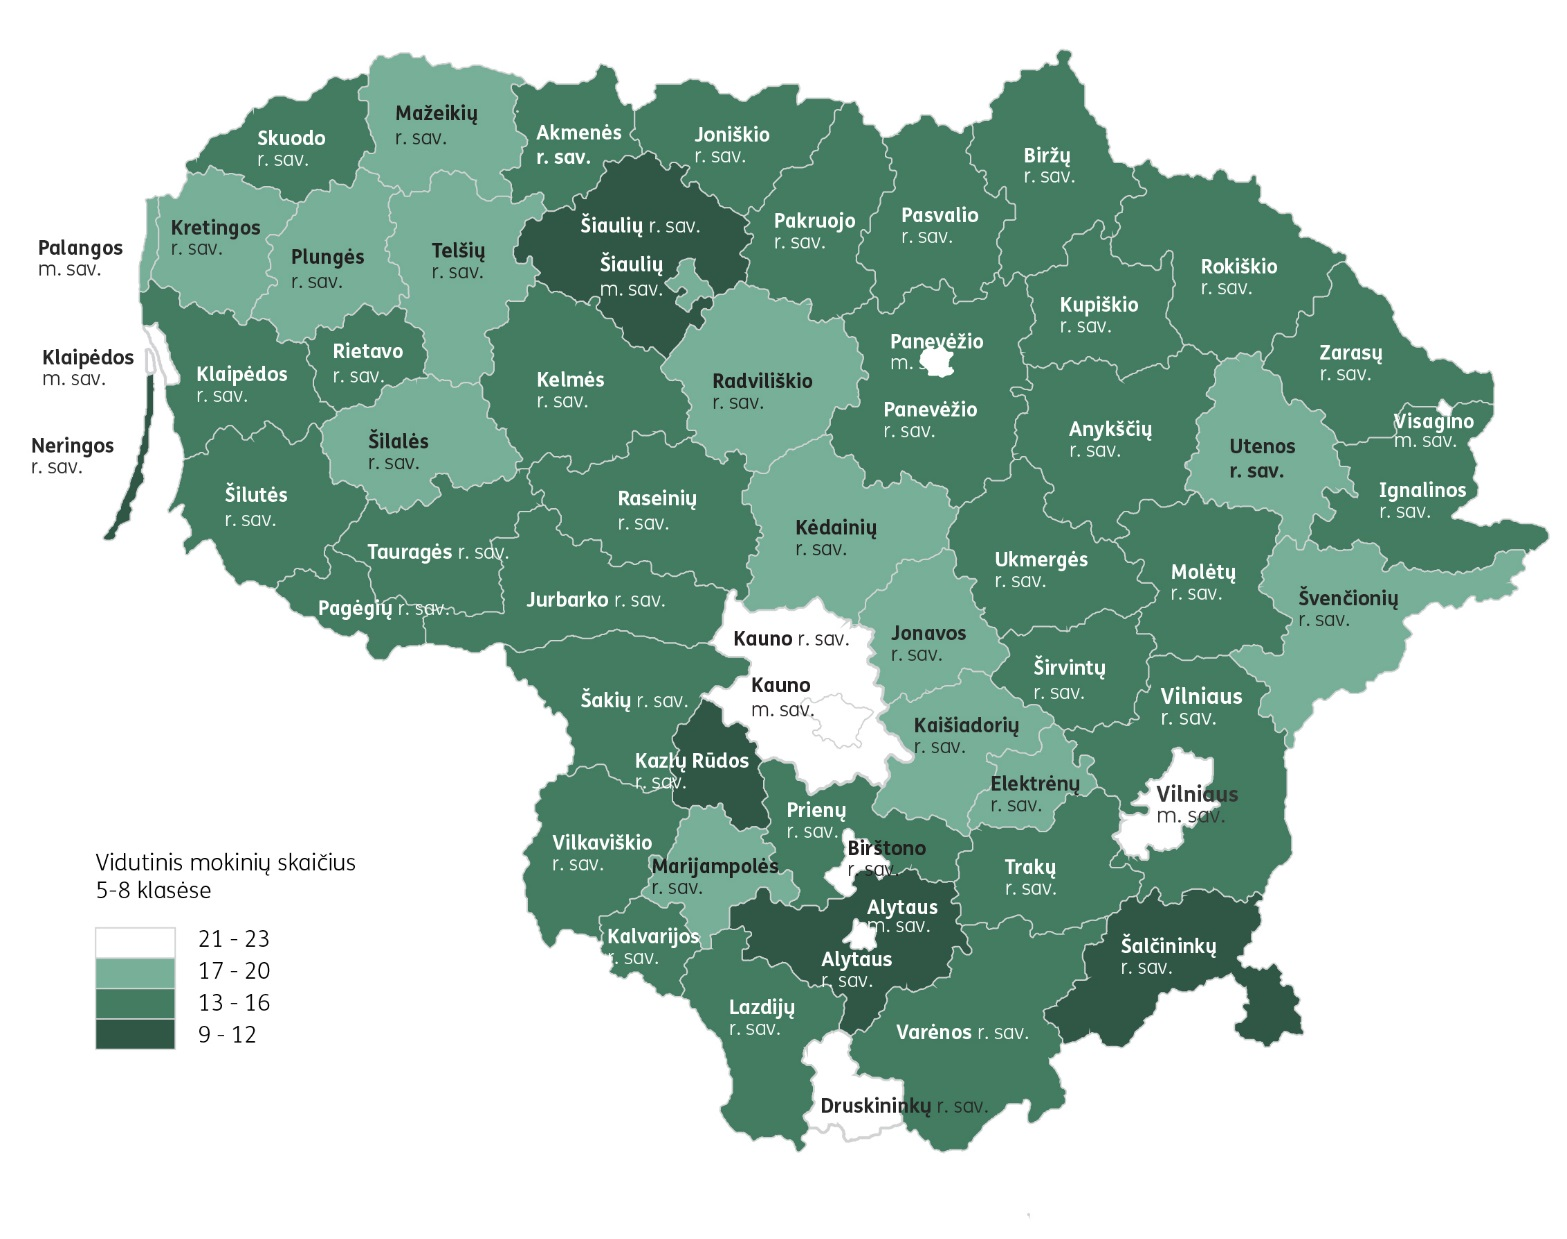 Mažeikių
r. sav.
Skuodo
r. sav.
Akmenės
r. sav.
Joniškio
r. sav.
Biržų
r. sav.
Kretingos
r. sav.
Palangos
m. sav.
Plungės
r. sav.
Telšių
r. sav.
Šiaulių r. sav.
Šiaulių
m. sav.
Pakruojo
r. sav.
Pasvalio
r. sav.
Rokiškio
r. sav.
Kupiškio
r. sav.
Klaipėdos
m. sav.
Klaipėdos
r. sav.
Rietavo
r. sav.
Kelmės
r. sav.
Radviliškio
r. sav.
Panevėžio
m. s
Panevėžio
r. sav.
Zarasų
r. sav.
Visagino
m. sav.
Neringos
r. sav.
Šilalės
r. sav.
Anykščių
r. sav.
Utenos
r. sav.
Ignalinos
r. sav.
Šilutės
r. sav.
Raseinių
r. sav.
Kėdainių
r. sav.
Tauragės r. sav.
Ukmergės
r. sav.
Molėtų
r. sav.
Švenčionių
r. sav.
Pagėgių r. sav.
Jurbarko r. sav.
Kauno r. sav.
Jonavos
r. sav.
Kauno
m. sav.
Širvintų
r. sav.
Šakių r. sav.
Vilniaus
r. sav.
Kaišiadorių
r. sav.
Kazlų Rūdos
r. sav.
Elektrėnų
r. sav.
Vilniaus
m. sav.
Prienų
r. sav.
Vilkaviškio
r. sav.
Birštono
r. sav.
Marijampolės
r. sav.
Trakų
r. sav.
Alytaus
m. sav.
Kalvarijos
r. sav.
Alytaus
r. sav.
Šalčininkų
r. sav.
Lazdijų
r. sav.
Varėnos r. sav.
Druskininkų r. sav.
Vidutinis mokinių skaičius
5-8 klasėse
21 - 23
17 - 20
13 - 16
9 - 12